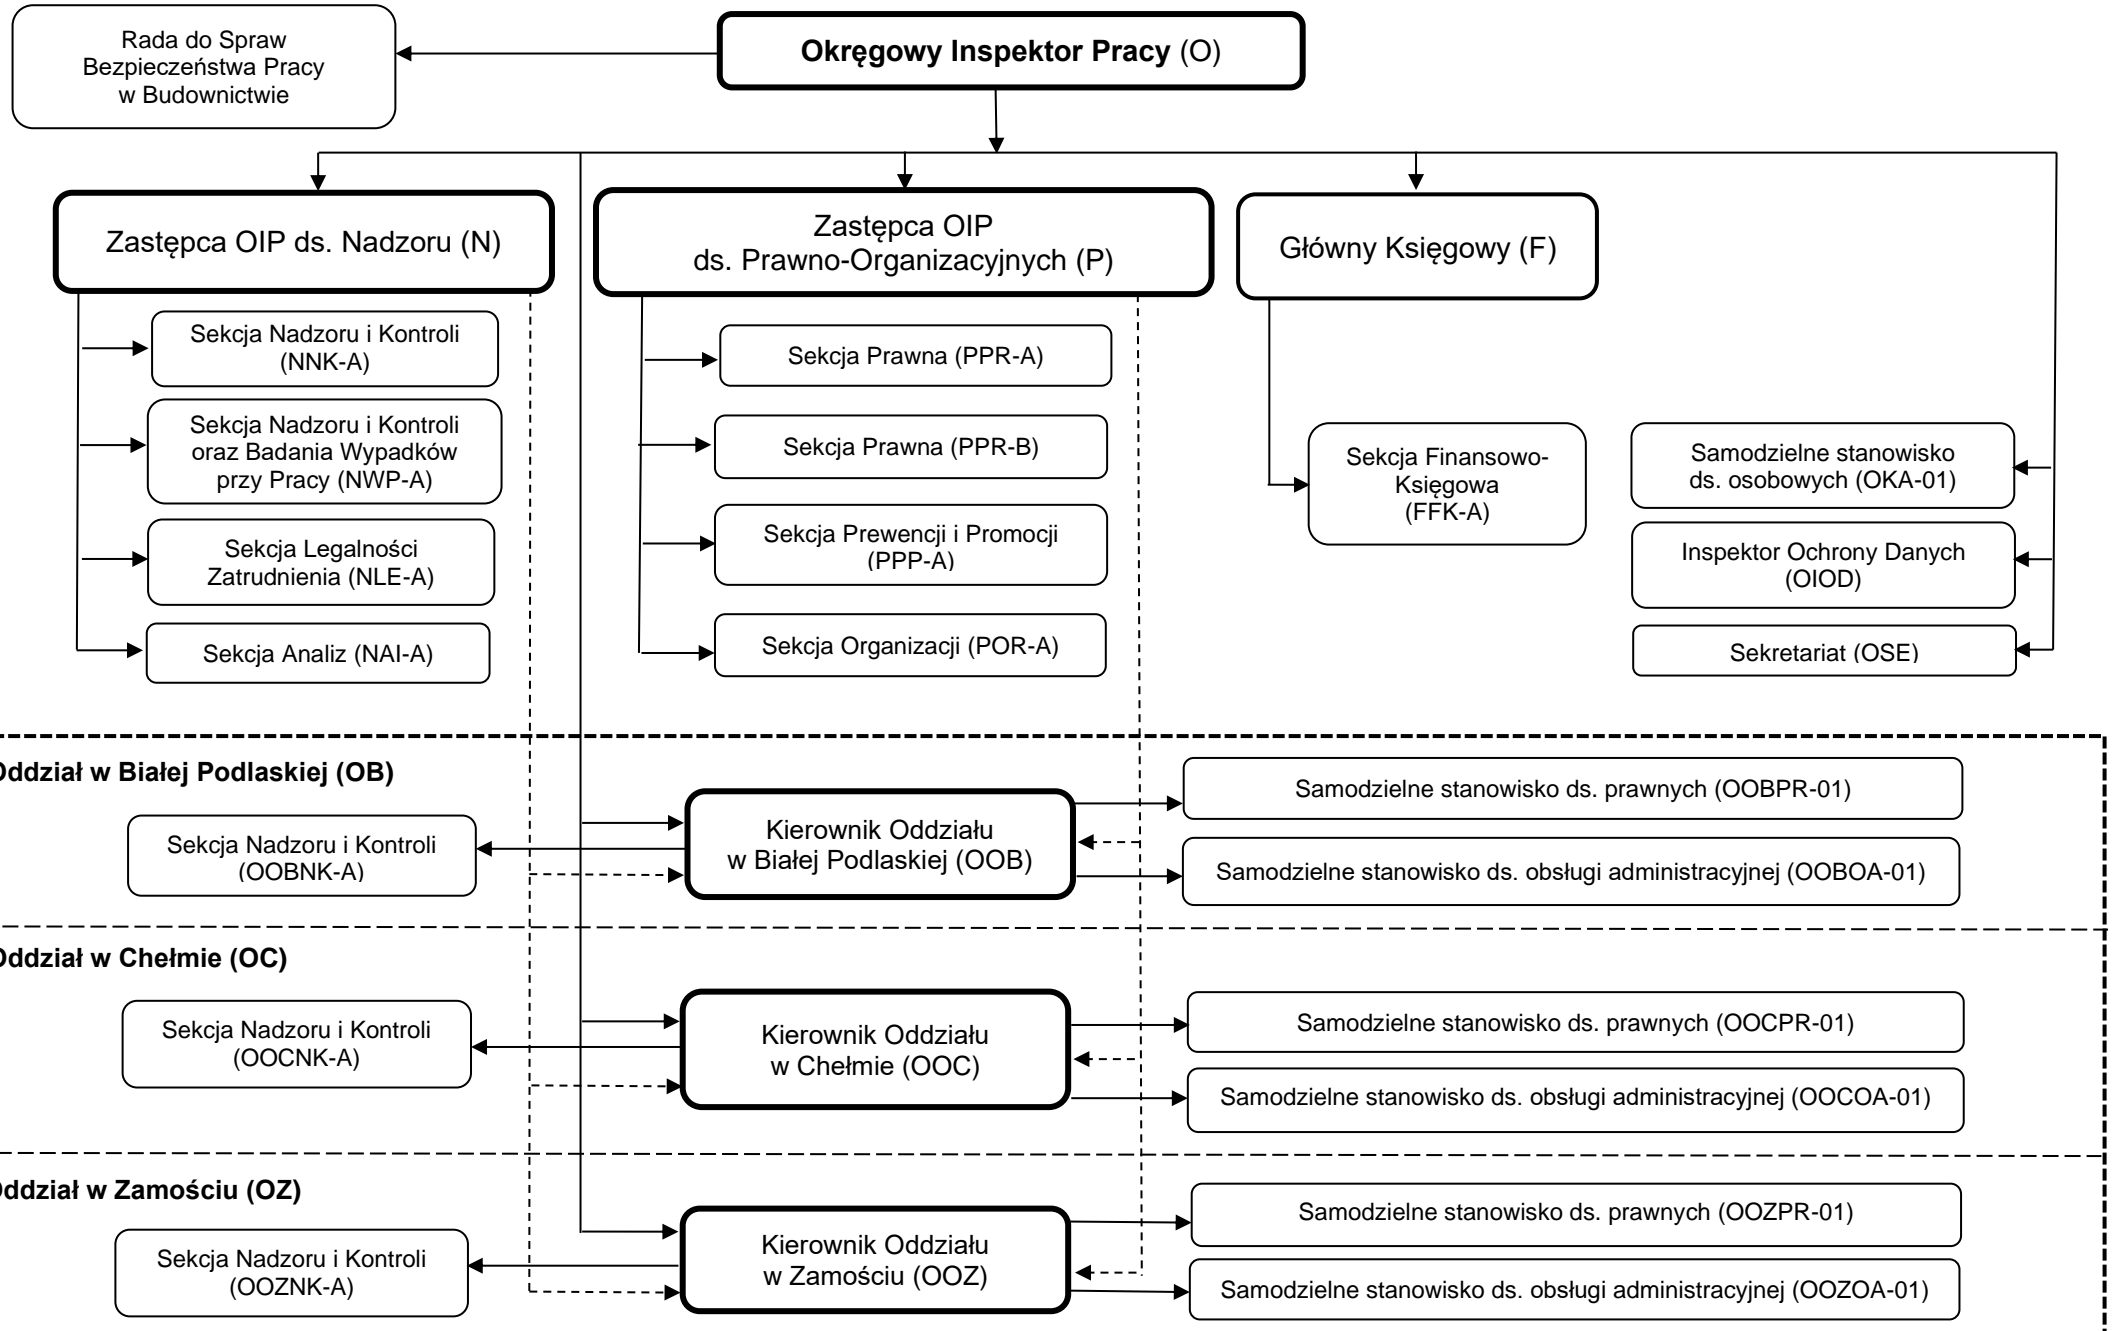 Rada do Spraw
Bezpieczeństwa Pracy
w Budownictwie
Okręgowy Inspektor Pracy (O)
Zastępca OIP ds. Nadzoru (N)
Zastępca OIP
ds. Prawno-Organizacyjnych (P)
Główny Księgowy (F)
Sekcja Nadzoru i Kontroli
(NNK-A)
Sekcja Nadzoru i Kontroli
oraz Badania Wypadków
przy Pracy (NWP-A)
Sekcja Legalności
Zatrudnienia (NLE-A)
Sekcja Analiz (NAI-A)
Sekcja Prawna (PPR-A)
Sekcja Prawna (PPR-B)
Sekcja Prewencji i Promocji
(PPP-A)
Sekcja Organizacji (POR-A)
Sekcja Finansowo-
Księgowa
(FFK-A)
Samodzielne stanowisko
ds. osobowych (OKA-01)
Inspektor Ochrony Danych
(OIOD)
Sekretariat (OSE)
Oddział w Białej Podlaskiej (OB)
Sekcja Nadzoru i Kontroli
(OOBNK-A)
Kierownik Oddziału
w Białej Podlaskiej (OOB)
Samodzielne stanowisko ds. prawnych (OOBPR-01)
Samodzielne stanowisko ds. obsługi administracyjnej (OOBOA-01)
Oddział w Chełmie (OC)
Sekcja Nadzoru i Kontroli
(OOCNK-A)
Kierownik Oddziału
w Chełmie (OOC)
Samodzielne stanowisko ds. prawnych (OOCPR-01)
Samodzielne stanowisko ds. obsługi administracyjnej (OOCOA-01)
Oddział w Zamościu (OZ)
Sekcja Nadzoru i Kontroli
(OOZNK-A)
Kierownik Oddziału
w Zamościu (OOZ)
Samodzielne stanowisko ds. prawnych (OOZPR-01)
Samodzielne stanowisko ds. obsługi administracyjnej (OOZOA-01)